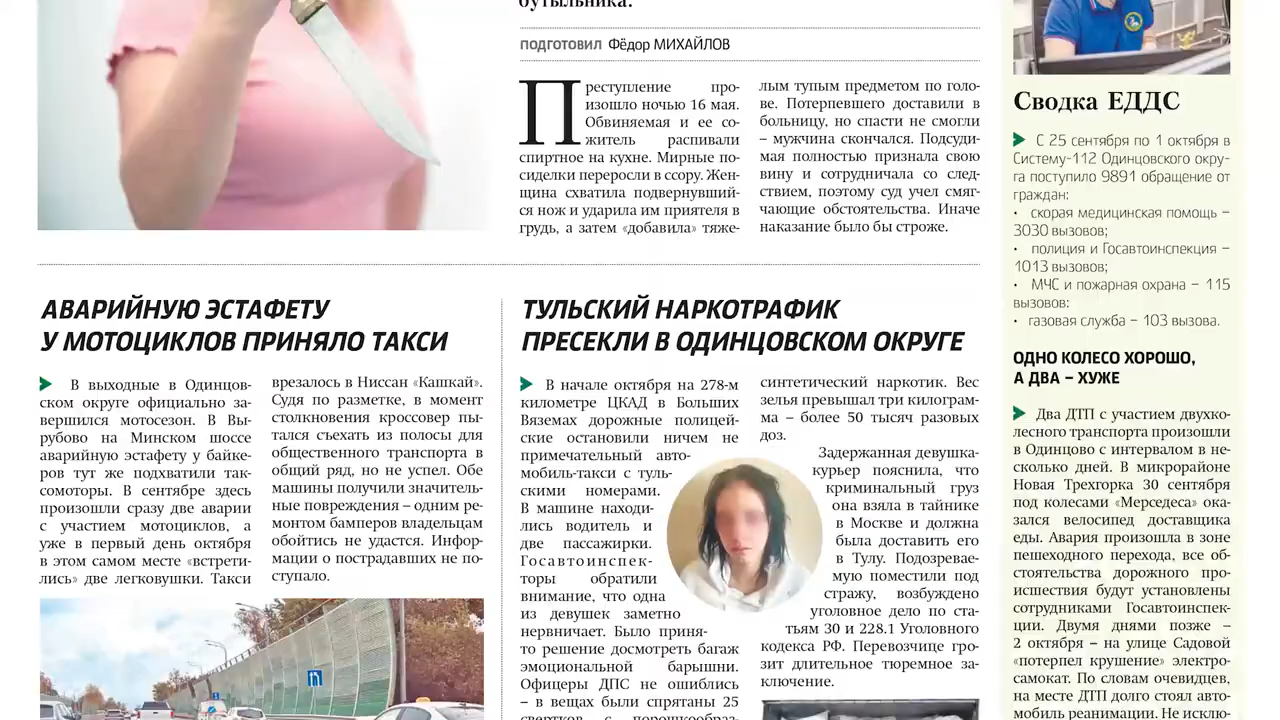 бутыльника.
ПОДГОТОВИЛ Фёдор МИХАЙЛОВ
Преступление про-
изошло ночью 16 мая.
Обвиняемая и ее со-
житель распивали
спиртное на кухне. Мирные по-
сиделки переросли в ссору. Жен-
щина схватила подвернувший-
ся нож и ударила им приятеля в
грудь, а затем «добавила» тяже-
лым тупым предметом по голо-
ве. Потерпевшего доставили в
больницу, но спасти не смогли
– мужчина скончался. Подсуди-
мая полностью признала свою
вину и сотрудничала со след-
ствием, поэтому суд учел смяг-
чающие обстоятельства. Иначе
наказание было бы строже.
АВАРИЙНУЮ ЭСТАФЕТУ
У МОТОЦИКЛОВ ПРИНЯЛО ТАКСИ
В выходные в Одинцов-
ском округе официально за-
вершился мотосезон. В Вы-
рубово на Минском шоссе
аварийную эстафету у байке-
ров тут же подхватили так-
сомоторы. В сентябре здесь
произошли сразу две аварии
с участием мотоциклов, а
уже в первый день октября
в этом самом месте «встрети-
лись» две легковушки. Такси
врезалось в Ниссан «Кашкай».
Судя по разметке, в момент
столкновения кроссовер пы-
тался съехать из полосы для
общественного транспорта в
общий ряд, но не успел. Обе
машины получили значитель-
ные повреждения – одним ре-
монтом бамперов владельцам
обойтись не удастся. Инфор-
мации о пострадавших не по-
ступало.
ТУЛЬСКИЙ НАРКОТРАФИК
ПРЕСЕКЛИ В ОДИНЦОВСКОМ ОКРУГЕ
В начале октября на 278-м
километре ЦКАД в Больших
Вяземах дорожные полицей-
ские остановили ничем не
примечательный авто-
мобиль-такси с туль-
скими номерами.
В машине находи-
лись водитель и
две пассажирки.
Госавтоинспек-
торы обратили
внимание, что одна
из девушек заметно
нервничает. Было приня-
то решение досмотреть багаж
эмоциональной барышни.
Офицеры ДПС не ошиблись
– в вещах были спрятаны 25
свертков с порошкообраз-
синтетический наркотик. Вес
зелья превышал три килограм-
ма – более 50 тысяч разовых
доз.
Задержанная девушка-
курьер пояснила, что
криминальный груз
она взяла в тайнике
в Москве и должна
была доставить его
в Тулу. Подозревае-
мую поместили под
стражу, возбуждено
уголовное дело по ста-
тьям 30 и 228.1 Уголовного
кодекса РФ. Перевозчице гро-
зит длительное тюремное за-
ключение.
Сводка ЕДДС
С 25 сентября по 1 октября в
Систему-112 Одинцовского окру-
га поступило 9891 обращение от
граждан:
• скорая медицинская помощь –
3030 вызовов;
• полиция и Госавтоинспекция –
1013 вызовов;
• МЧС и пожарная охрана – 115
вызовов:
• газовая служба – 103 вызова.
ОДНО КОЛЕСО ХОРОШО,
А ДВА – ХУЖЕ
Два ДТП с участием двухко-
лесного транспорта произошли
в Одинцово с интервалом в не-
сколько дней. В микрорайоне
Новая Трехгорка 30 сентября
под колесами «Мерседеса» ока-
зался велосипед доставщика
еды. Авария произошла в зоне
пешеходного перехода, все об-
стоятельства дорожного про-
исшествия будут установлены
сотрудниками Госавтоинспек-
ции. Двумя днями позже –
2 октября – на улице Садовой
«потерпел крушение» электро-
самокат. По словам очевидцев,
на месте ДТП долго стоял авто-
мобиль реанимации. Не исклю-